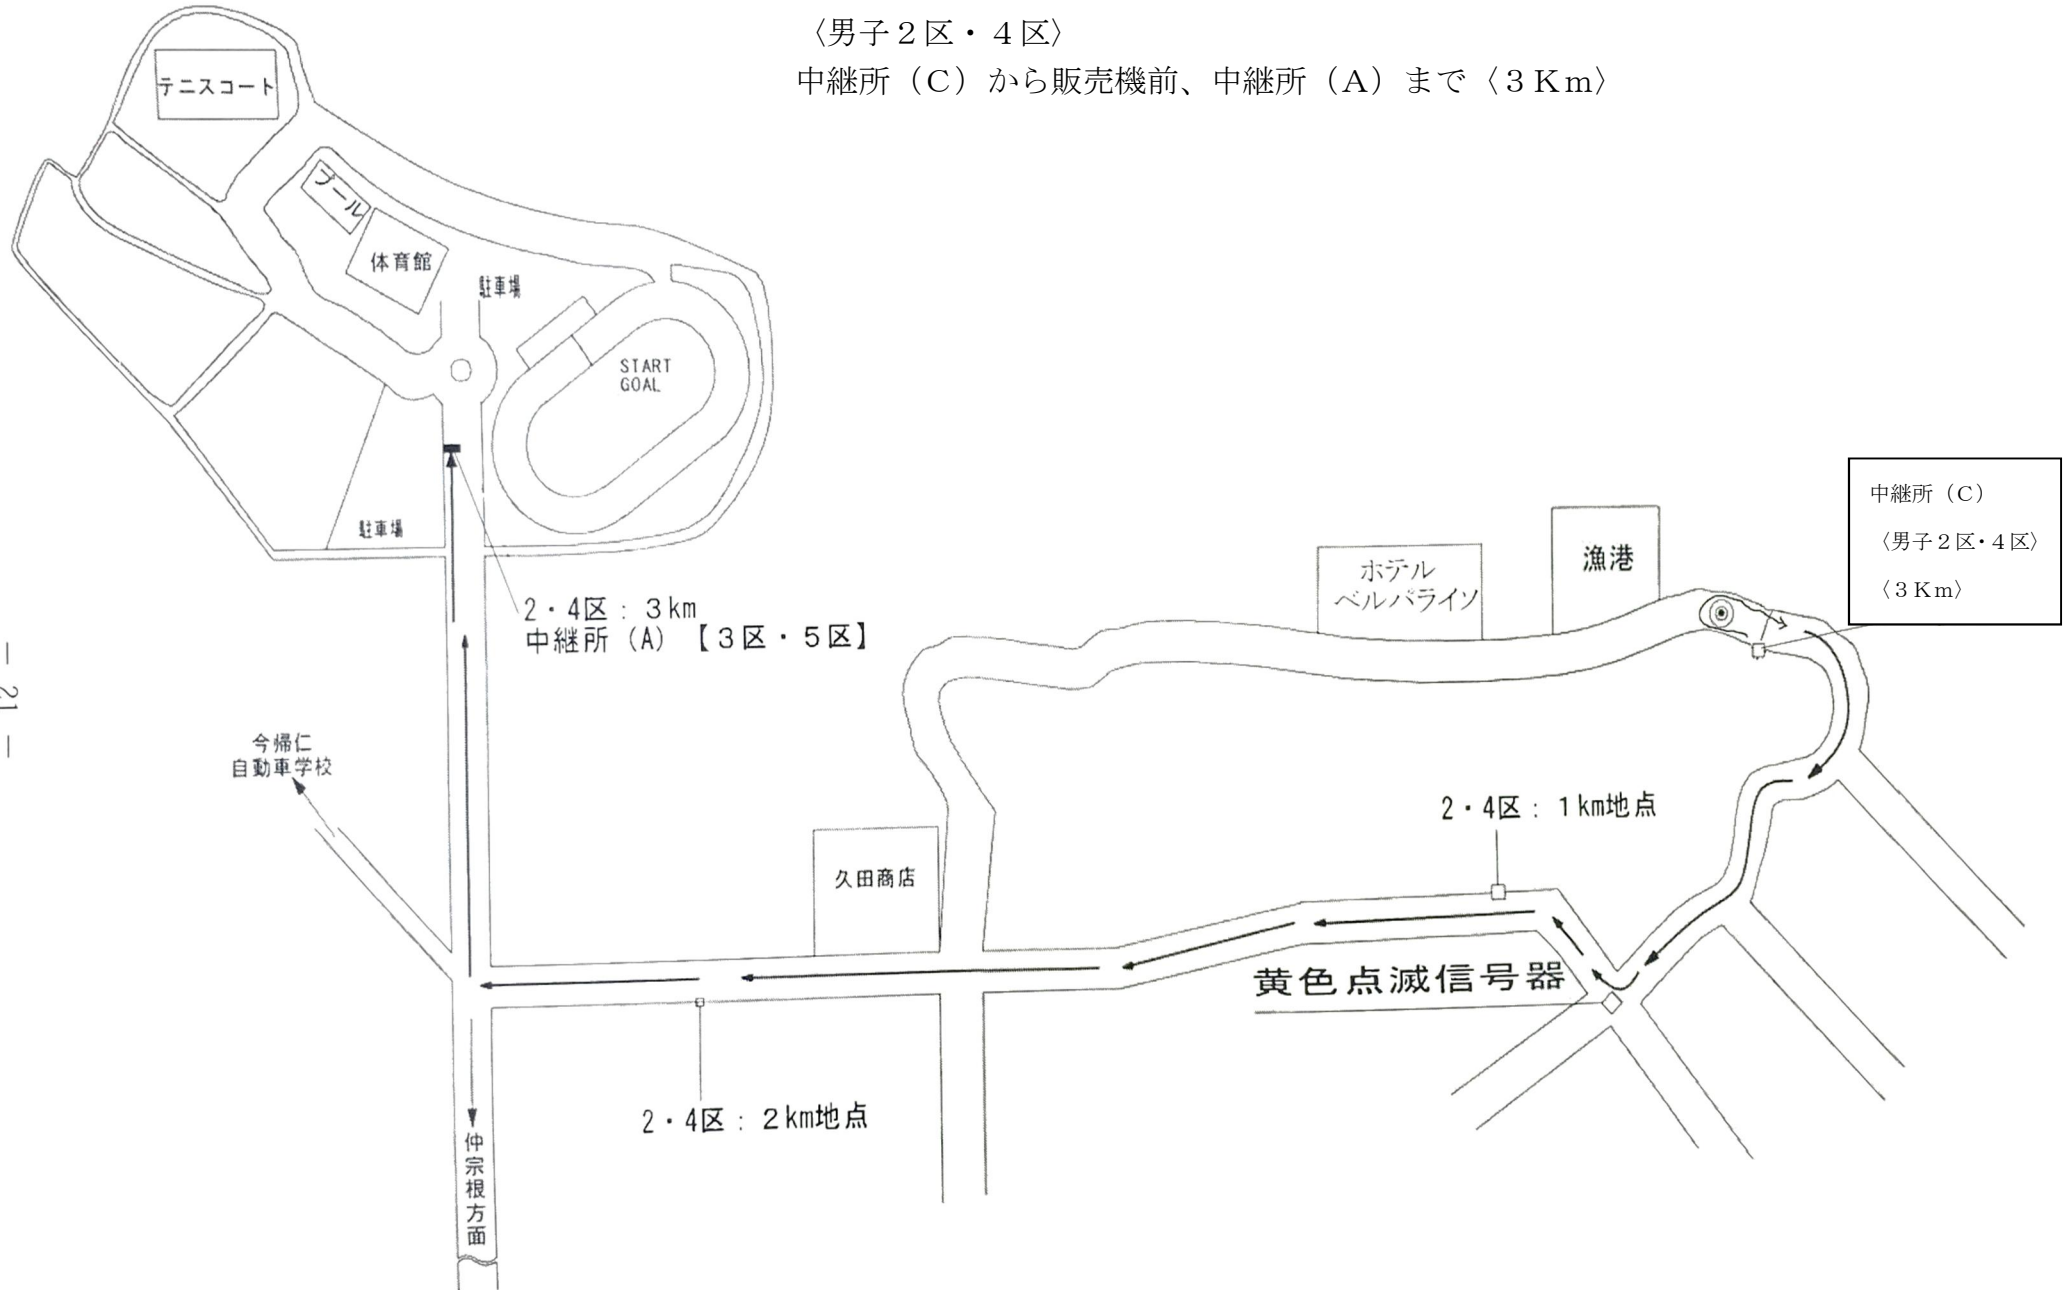 〈男子２区・４区〉
中継所（Ｃ）から販売機前、中継所（Ａ）まで〈３Ｋｍ〉
テニスコート
プール
体育館
駐車場
START
GOAL
駐車場
中継所（Ｃ）
〈男子２区・４区〉
〈３Ｋｍ〉
漁港
ホテル
ベルパライソ
2・4区：３km
中継所（A）【３区・５区】
今帰仁
自動車学校
2・4区：１km地点
久田商店
黄色点滅信号器
2・4区：２km地点
仲宗根方面
－ 21 －